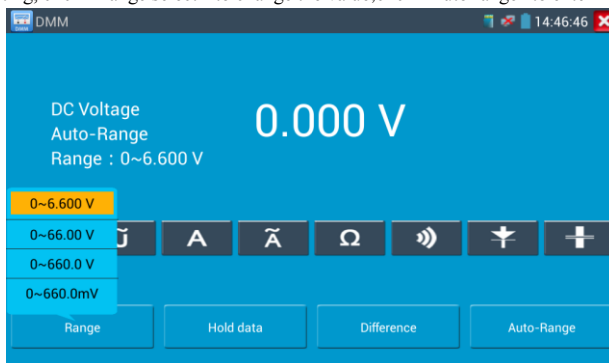 DMM
14:46:46
DMM
DC Voltage
Auto-Range
Range : 0~6.600 V
0.000 V
0~6.600 V
0~66.00 V
0~660.0 V
0~660.0mV
A
Ã
Ω
Range
Hold data
Difference
Auto-Range